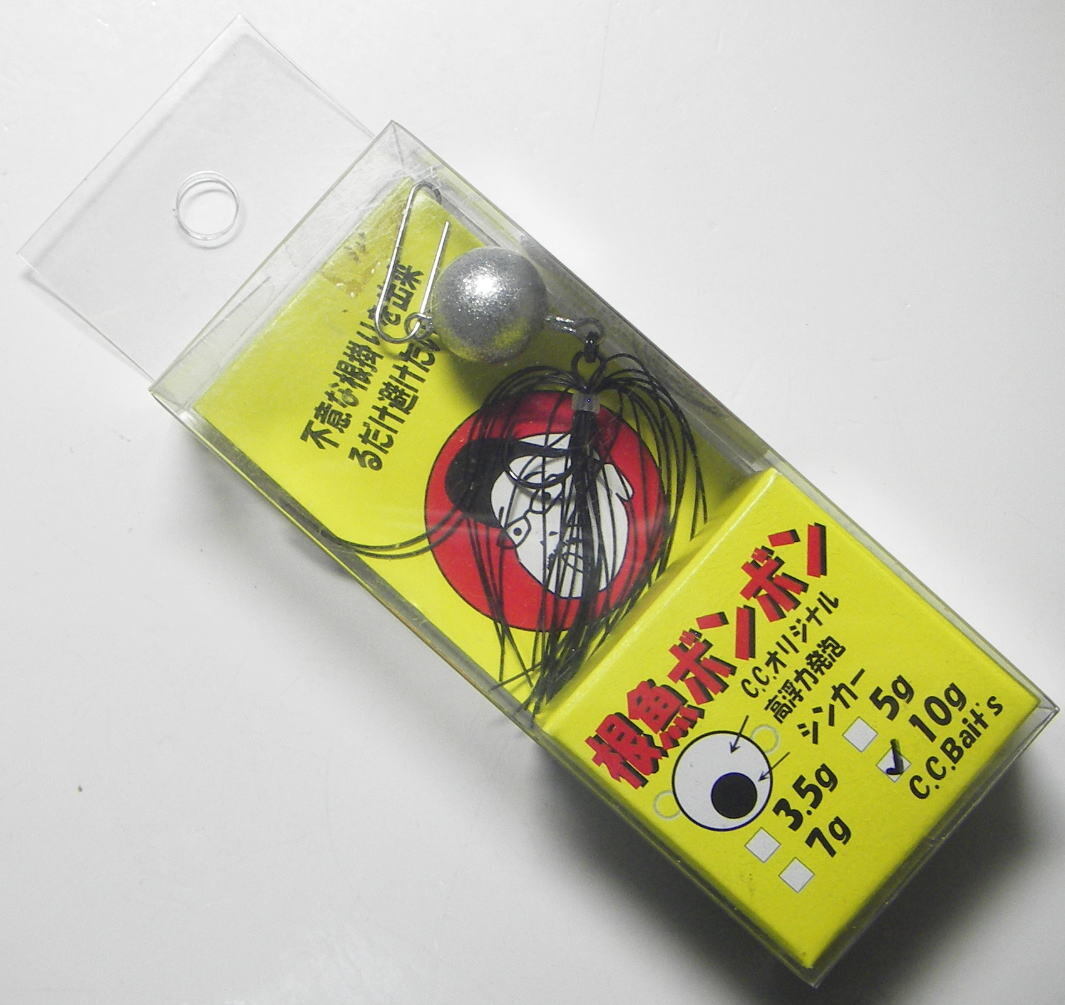 不意な根掛りを出来
るだけ避けたい
根魚ボンボン
C.C.オリジナル
高浮力発泡
シンカー
3.5g
5g
7g
10g
C.C.Bait's